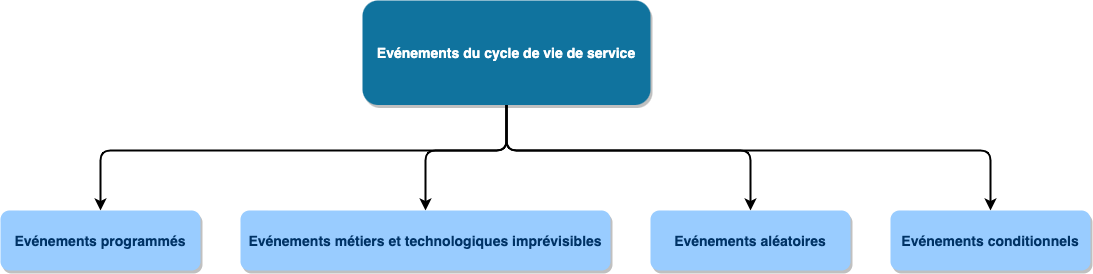 Evénements du cycle de vie de service
Evénements programmés
Evénements métiers et technologiques imprévisibles
Evénements aléatoires
Evénements conditionnels